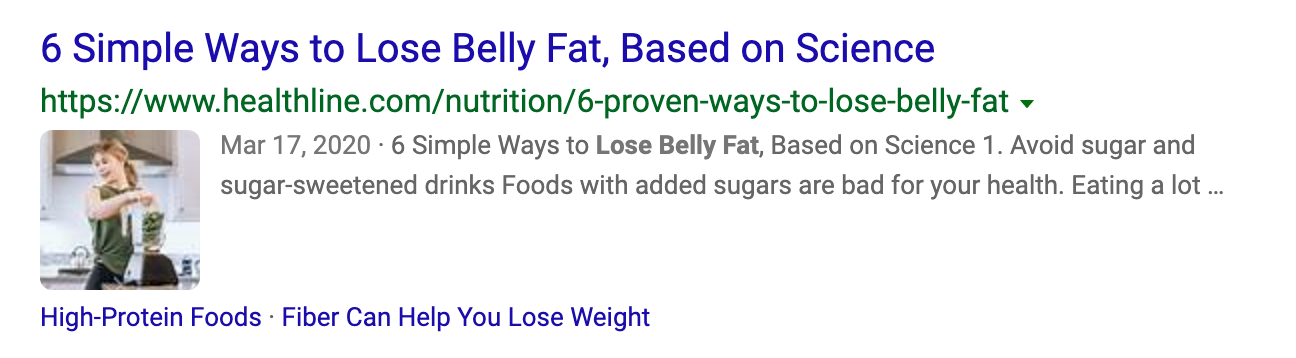 6 Simple Ways to Lose Belly Fat, Based on Science
https://www.healthline.com/nutrition/6-proven-ways-to-lose-belly-fat
Mar 17, 2020 · 6 Simple Ways to Lose Belly Fat, Based on Science 1. Avoid sugar and
sugar-sweetened drinks Foods with added sugars are bad for your health. Eating a lot ...
High-Protein Foods · Fiber Can Help You Lose Weight